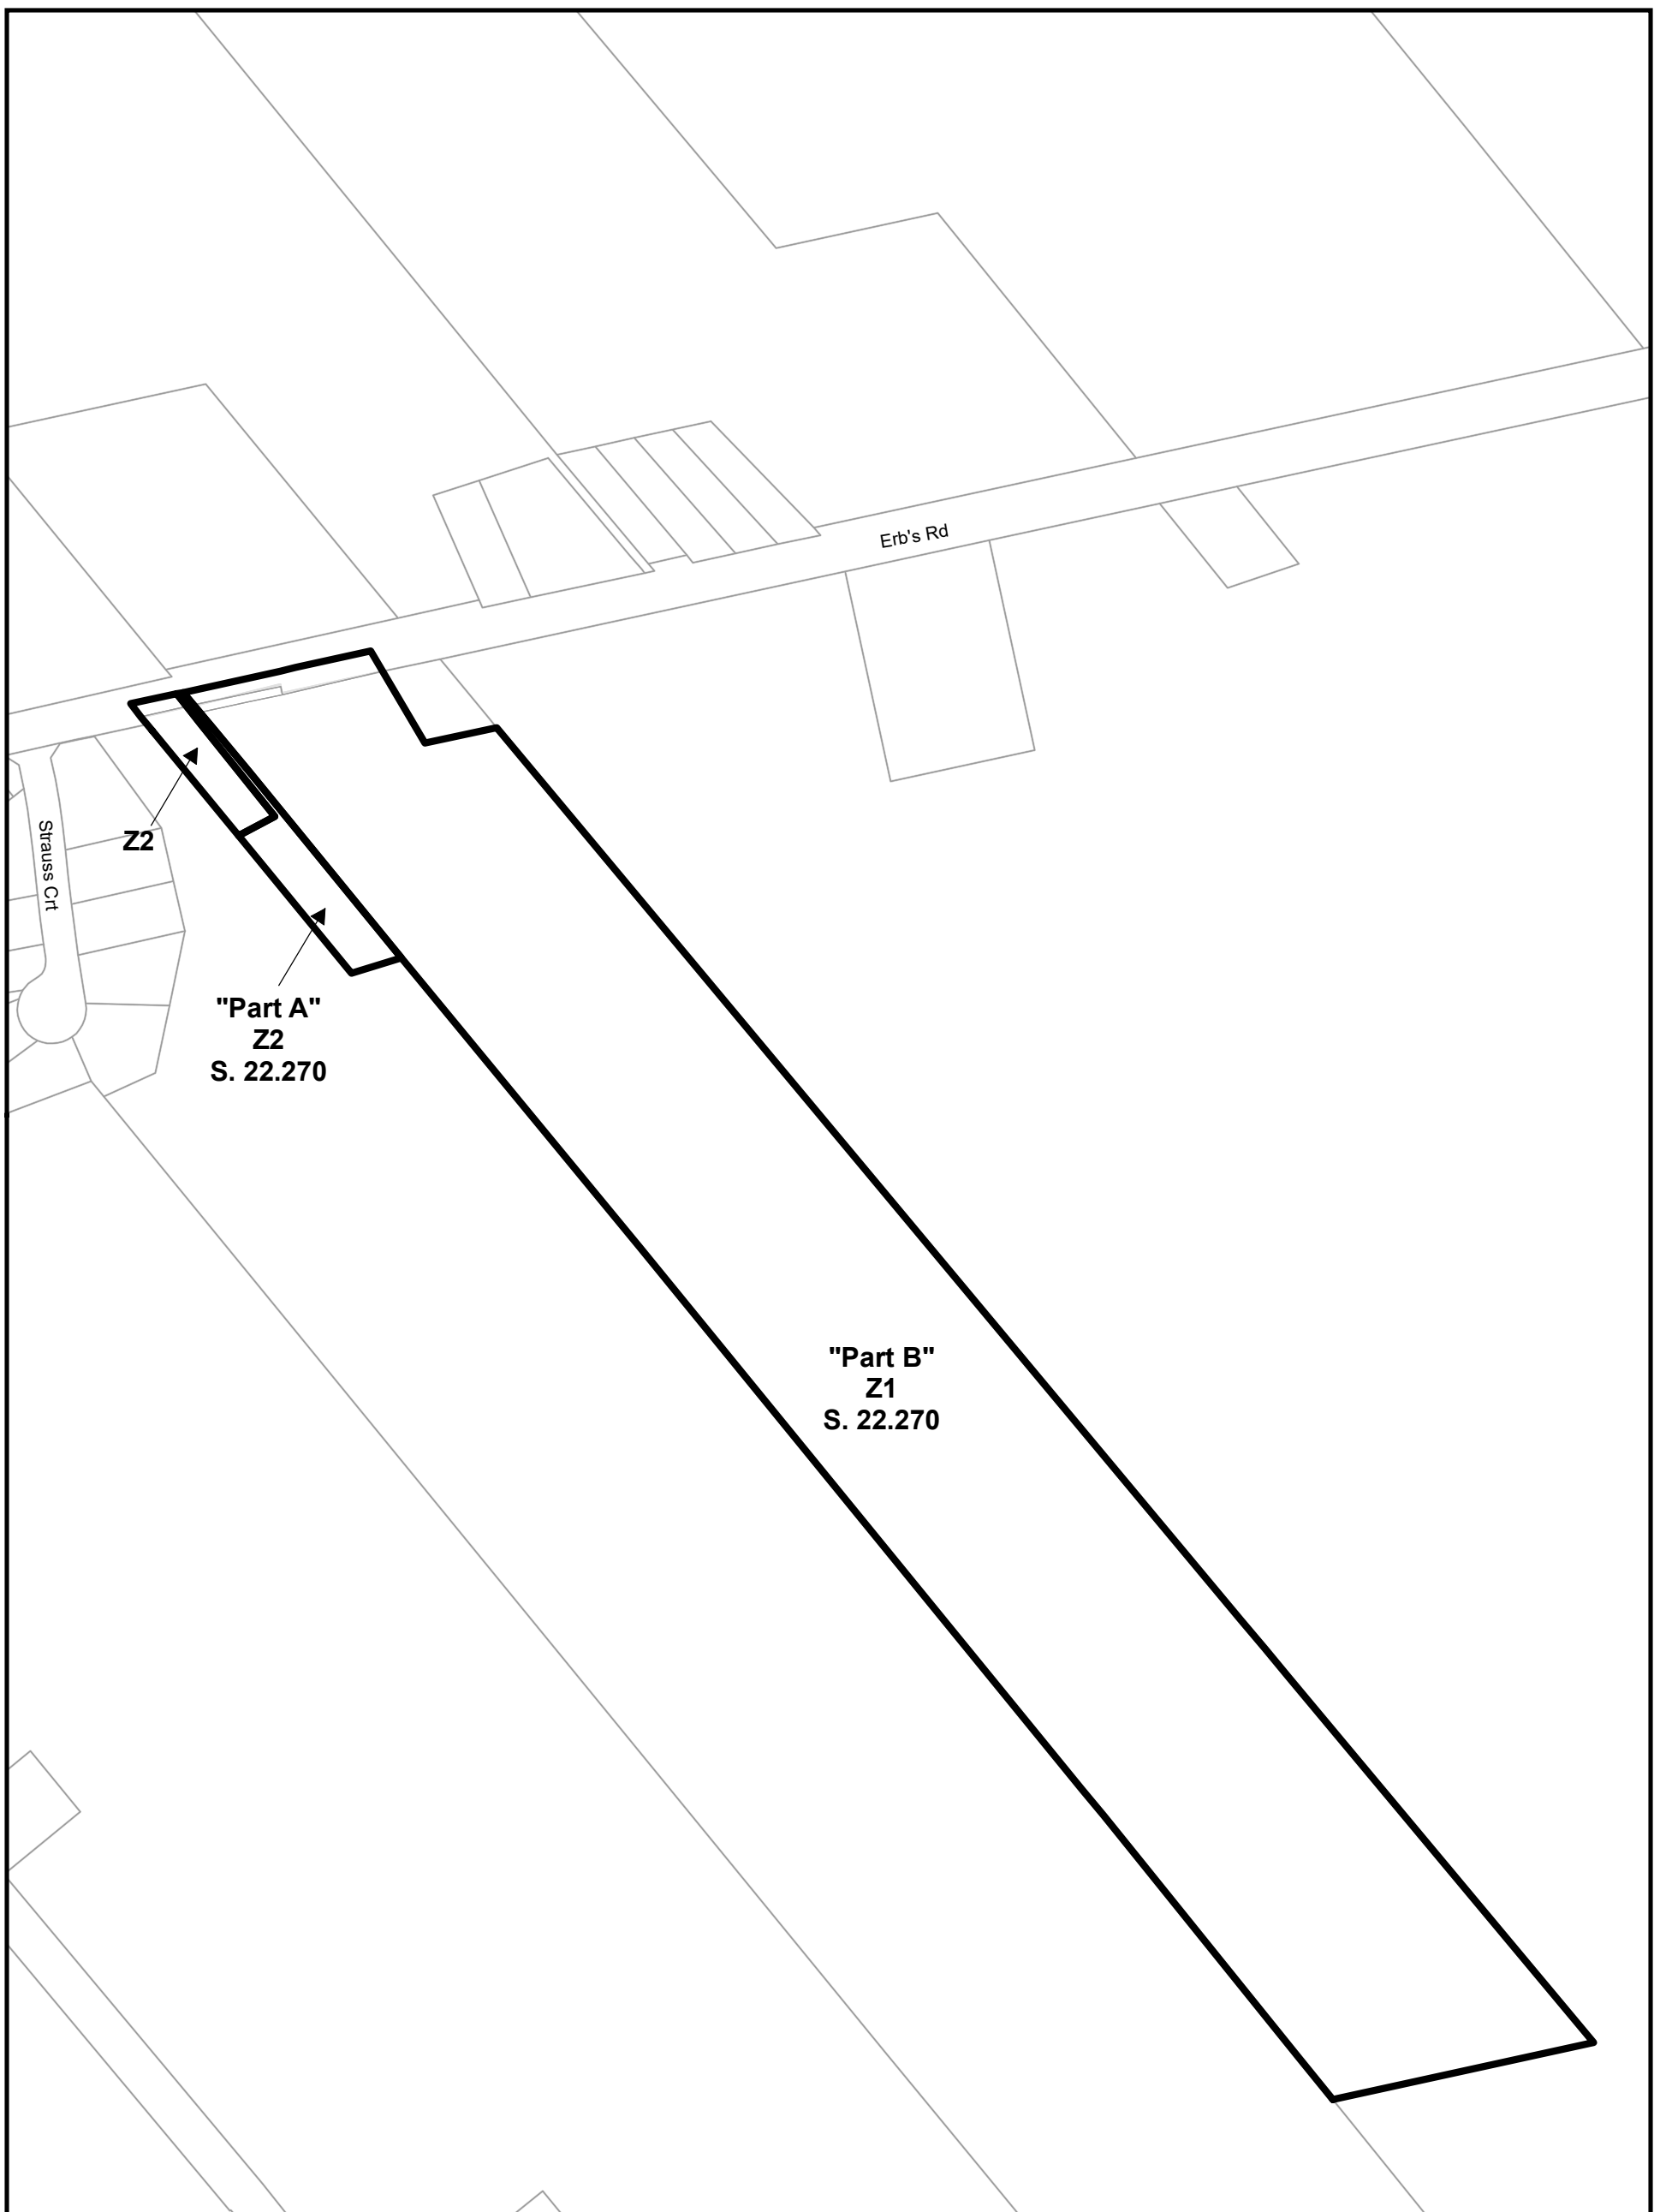 Erb's Rd
Z2
Strauss Crt
"Part A"
Z2
S. 22.270
"Part B"
Z1
S. 22.270